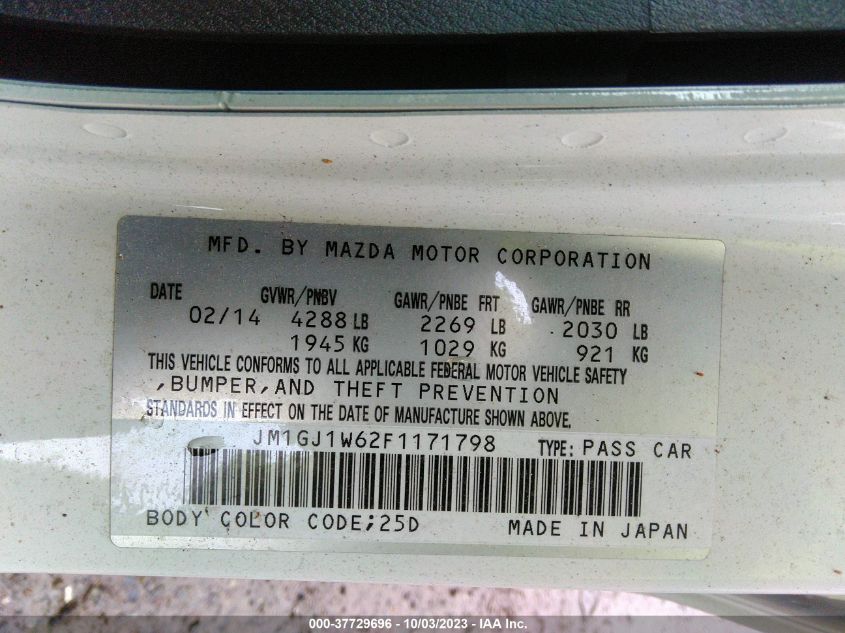 MFD. BY MAZDA MOTOR CORPORATION
DATE GVWR/PNBV GAWR/PNBE FRT GAWR/PNBE RR
02/14 4288 LB 2269 LB 2030 LB
1945 KG 1029 KG 921 KG
THIS VEHICLE CONFORMS TO ALL APPLICABLE FEDERAL MOTOR VEHICLE SAFETY
,BUMPER,AND THEFT PREVENTION
STANDARDS IN EFFECT ON THE DATE OF MANUFACTURE SHOWN ABOVE.
JM1GJ1W62F1171798 TYPE: PASS CAR
BODY COLOR CODE;25D MADE IN JAPAN
000-37729696 - 10/03/2023 - IAA Inc.